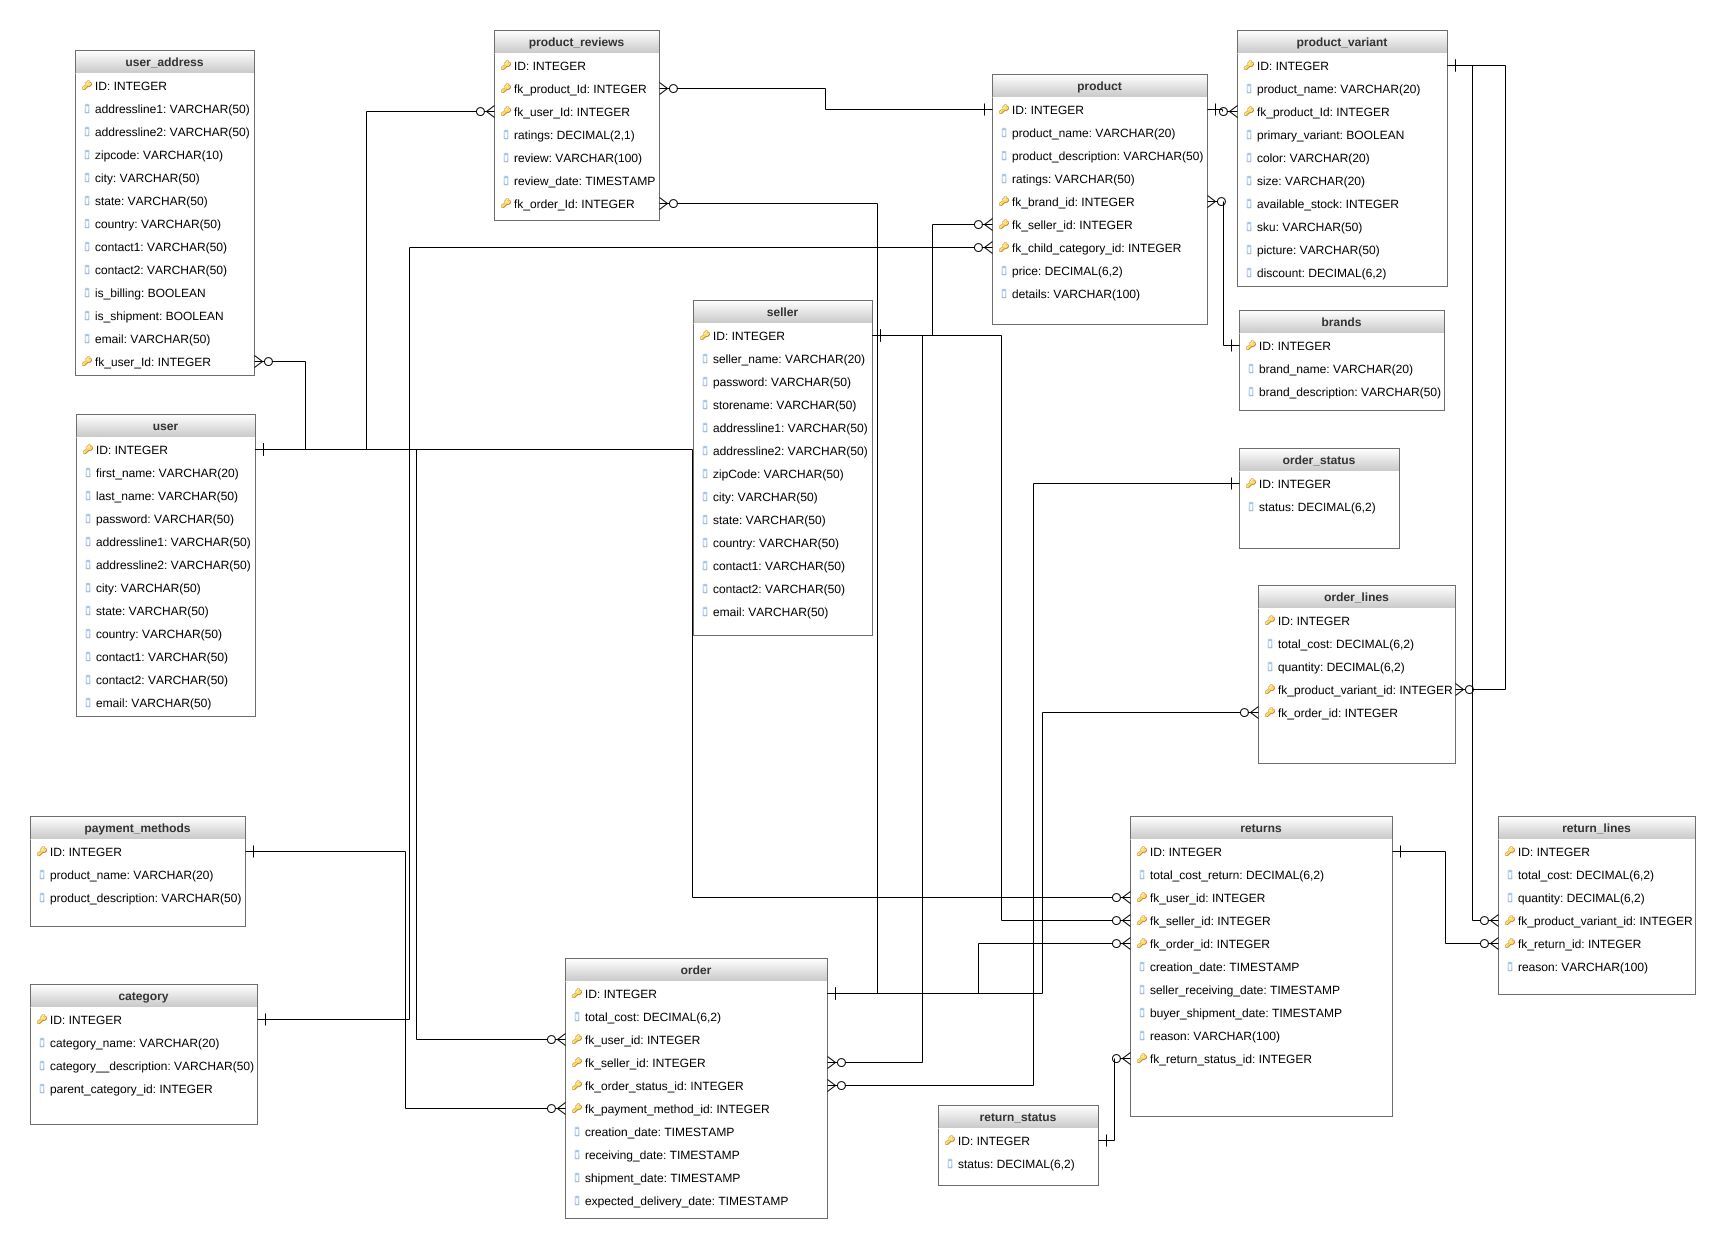 user_address
ID: INTEGER
addressline1: VARCHAR(50)
addressline2: VARCHAR(50)
zipcode: VARCHAR(10)
city: VARCHAR(50)
state: VARCHAR(50)
country: VARCHAR(50)
contact1: VARCHAR(50)
contact2: VARCHAR(50)
is_billing: BOOLEAN
is_shipment: BOOLEAN
email: VARCHAR(50)
fk_user_Id: INTEGER
product_reviews
ID: INTEGER
fk_product_Id: INTEGER
fk_user_Id: INTEGER
ratings: DECIMAL(2,1)
review: VARCHAR(100)
review_date: TIMESTAMP
fk_order_Id: INTEGER
product
ID: INTEGER
product_name: VARCHAR(20)
product_description: VARCHAR(50)
ratings: VARCHAR(50)
fk_brand_id: INTEGER
fk_seller_id: INTEGER
fk_child_category_id: INTEGER
price: DECIMAL(6,2)
details: VARCHAR(100)
product_variant
ID: INTEGER
product_name: VARCHAR(20)
fk_product_Id: INTEGER
primary_variant: BOOLEAN
color: VARCHAR(20)
size: VARCHAR(20)
available_stock: INTEGER
sku: VARCHAR(50)
picture: VARCHAR(50)
discount: DECIMAL(6,2)
seller
ID: INTEGER
seller_name: VARCHAR(20)
password: VARCHAR(50)
storename: VARCHAR(50)
addressline1: VARCHAR(50)
addressline2: VARCHAR(50)
zipCode: VARCHAR(50)
city: VARCHAR(50)
state: VARCHAR(50)
country: VARCHAR(50)
contact1: VARCHAR(50)
contact2: VARCHAR(50)
email: VARCHAR(50)
brands
ID: INTEGER
brand_name: VARCHAR(20)
brand_description: VARCHAR(50)
user
ID: INTEGER
first_name: VARCHAR(20)
last_name: VARCHAR(50)
password: VARCHAR(50)
addressline1: VARCHAR(50)
addressline2: VARCHAR(50)
city: VARCHAR(50)
state: VARCHAR(50)
country: VARCHAR(50)
contact1: VARCHAR(50)
contact2: VARCHAR(50)
email: VARCHAR(50)
order_status
ID: INTEGER
status: DECIMAL(6,2)
order_lines
ID: INTEGER
total_cost: DECIMAL(6,2)
quantity: DECIMAL(6,2)
fk_product_variant_id: INTEGER
fk_order_id: INTEGER
payment_methods
ID: INTEGER
product_name: VARCHAR(20)
product_description: VARCHAR(50)
returns
ID: INTEGER
total_cost_return: DECIMAL(6,2)
fk_user_id: INTEGER
fk_seller_id: INTEGER
fk_order_id: INTEGER
creation_date: TIMESTAMP
seller_receiving_date: TIMESTAMP
buyer_shipment_date: TIMESTAMP
reason: VARCHAR(100)
fk_return_status_id: INTEGER
return_lines
ID: INTEGER
total_cost: DECIMAL(6,2)
quantity: DECIMAL(6,2)
fk_product_variant_id: INTEGER
fk_return_id: INTEGER
reason: VARCHAR(100)
category
ID: INTEGER
category_name: VARCHAR(20)
category__description: VARCHAR(50)
parent_category_id: INTEGER
order
ID: INTEGER
total_cost: DECIMAL(6,2)
fk_user_id: INTEGER
fk_seller_id: INTEGER
fk_order_status_id: INTEGER
fk_payment_method_id: INTEGER
creation_date: TIMESTAMP
receiving_date: TIMESTAMP
shipment_date: TIMESTAMP
expected_delivery_date: TIMESTAMP
return_status
ID: INTEGER
status: DECIMAL(6,2)